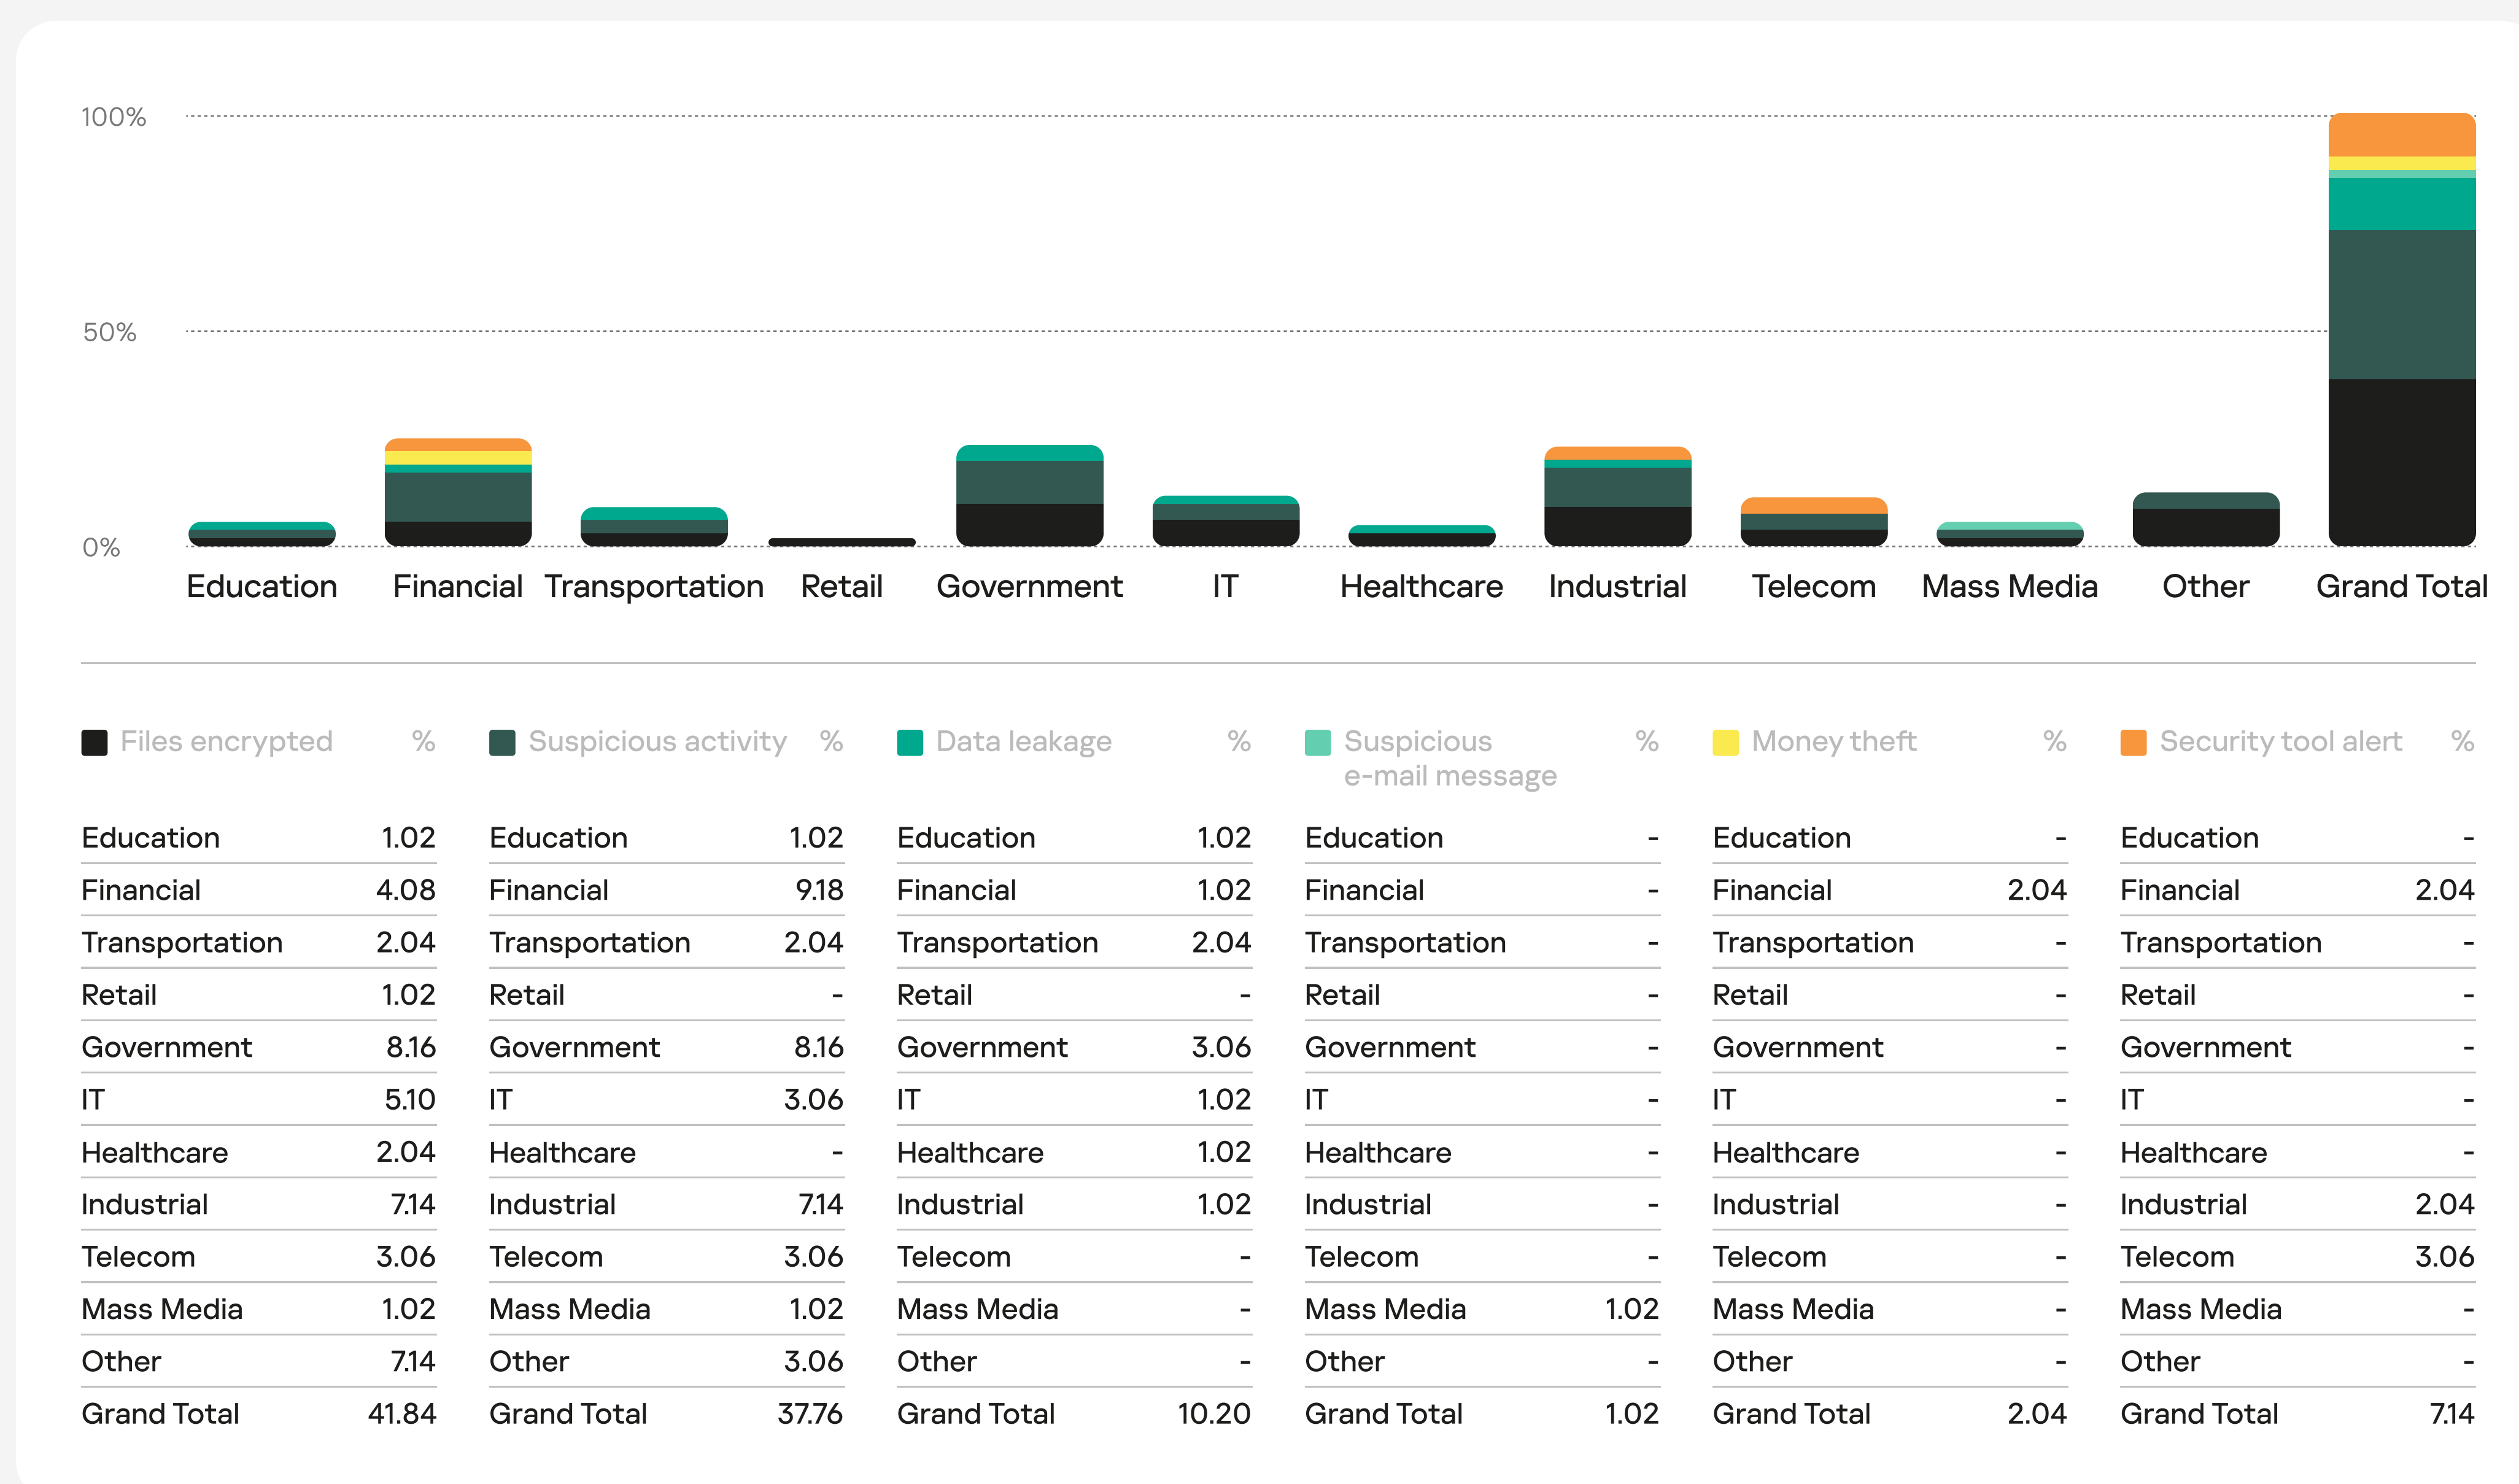 100%
50%
0%
Education Financial Transportation Retail Government IT Healthcare Industrial Telecom Mass Media Other Grand Total
Files encrypted %
Education 1.02
Financial 4.08
Transportation 2.04
Retail 1.02
Government 8.16
IT 5.10
Healthcare 2.04
Industrial 7.14
Telecom 3.06
Mass Media 1.02
Other 7.14
Grand Total 41.84
Suspicious activity %
Education 1.02
Financial 9.18
Transportation 2.04
Retail -
Government 8.16
IT 3.06
Healthcare -
Industrial 7.14
Telecom 3.06
Mass Media 1.02
Other 3.06
Grand Total 37.76
Data leakage %
Education 1.02
Financial 1.02
Transportation 2.04
Retail -
Government 3.06
IT 1.02
Healthcare 1.02
Industrial 1.02
Telecom -
Mass Media -
Other -
Grand Total 10.20
Suspicious %
e-mail message
Education -
Financial -
Transportation -
Retail -
Government -
IT -
Healthcare -
Industrial -
Telecom -
Mass Media 1.02
Other -
Grand Total 1.02
Money theft %
Education -
Financial 2.04
Transportation -
Retail -
Government -
IT -
Healthcare -
Industrial -
Telecom -
Mass Media -
Other -
Grand Total 2.04
Security tool alert %
Education -
Financial 2.04
Transportation -
Retail -
Government -
IT -
Healthcare -
Industrial 2.04
Telecom 3.06
Mass Media -
Other -
Grand Total 7.14